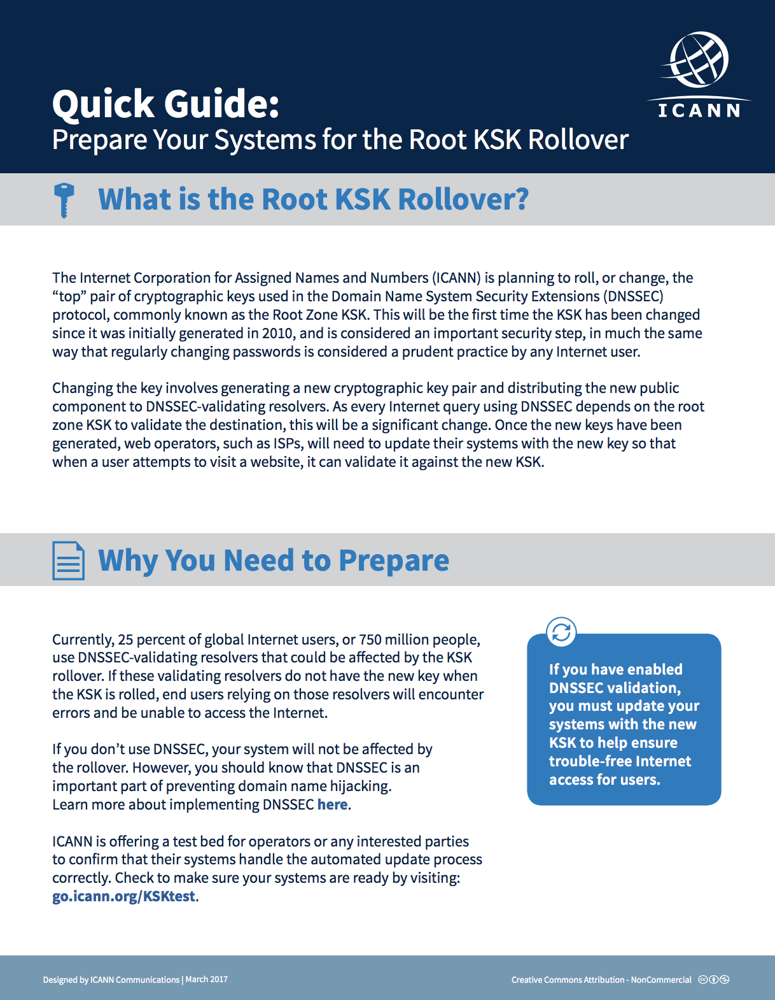 ICANN
Quick Guide:
Prepare Your Systems for the Root KSK Rollover
What is the Root KSK Rollover?
The Internet Corporation for Assigned Names and Numbers (ICANN) is planning to roll, or change, the
“top” pair of cryptographic keys used in the Domain Name System Security Extensions (DNSSEC)
protocol, commonly known as the Root Zone KSK. This will be the first time the KSK has been changed
since it was initially generated in 2010, and is considered an important security step, in much the same
way that regularly changing passwords is considered a prudent practice by any Internet user.
Changing the key involves generating a new cryptographic key pair and distributing the new public
component to DNSSEC-validating resolvers. As every Internet query using DNSSEC depends on the root
zone KSK to validate the destination, this will be a significant change. Once the new keys have been
generated, web operators, such as ISPs, will need to update their systems with the new key so that
when a user attempts to visit a website, it can validate it against the new KSK.
Why You Need to Prepare
Currently, 25 percent of global Internet users, or 750 million people,
use DNSSEC-validating resolvers that could be affected by the KSK
rollover. If these validating resolvers do not have the new key when
the KSK is rolled, end users relying on those resolvers will encounter
errors and be unable to access the Internet.
If you don’t use DNSSEC, your system will not be affected by
the rollover. However, you should know that DNSSEC is an
important part of preventing domain name hijacking.
Learn more about implementing DNSSEC here.
ICANN is offering a test bed for operators or any interested parties
to confirm that their systems handle the automated update process
correctly. Check to make sure your systems are ready by visiting:
go.icann.org/KSKtest.
If you have enabled
DNSSEC validation,
you must update your
systems with the new
KSK to help ensure
trouble-free Internet
access for users.
Designed by ICANN Communications | March 2017
Creative Commons Attribution - NonCommercial